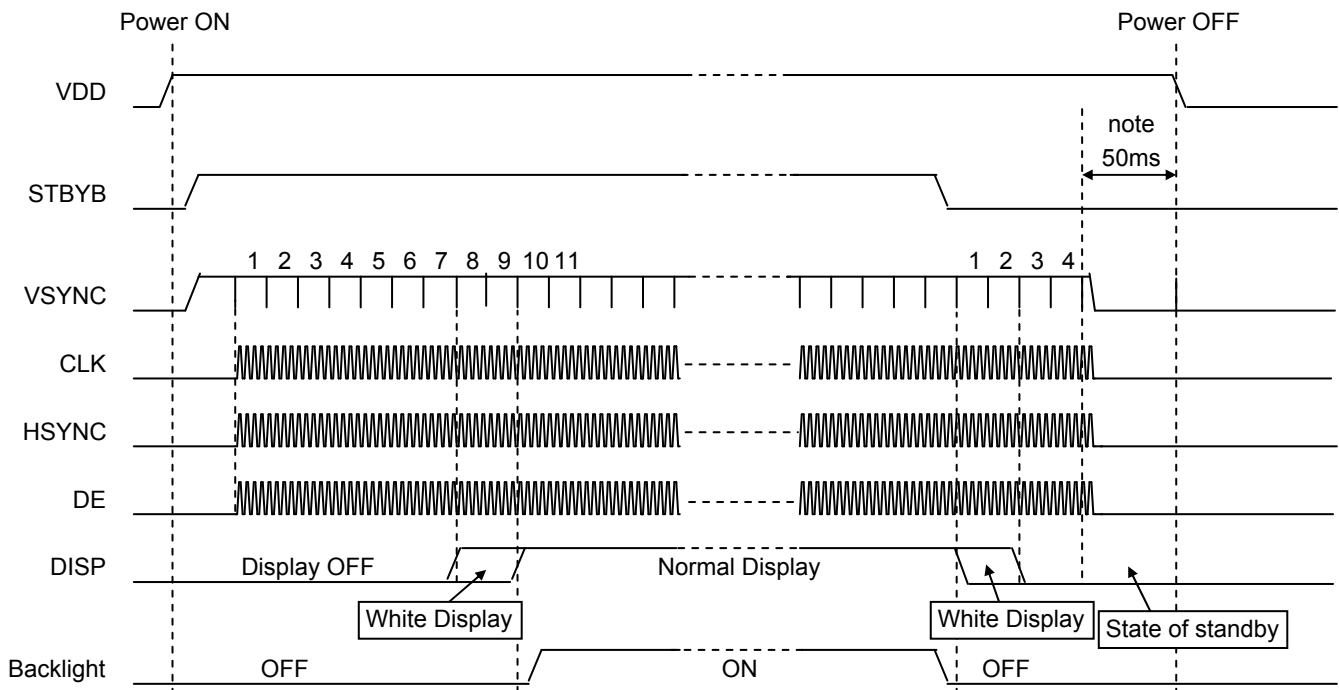 Power ON
Power OFF
VDD
note
50ms
STBYB
1 2 3 4 5 6 7 8 9 10 11
1 2 3 4
VSYNC
CLK
HSYNC
DE
DISP
Display OFF
Normal Display
White Display
White Display
State of standby
Backlight
OFF
ON
OFF